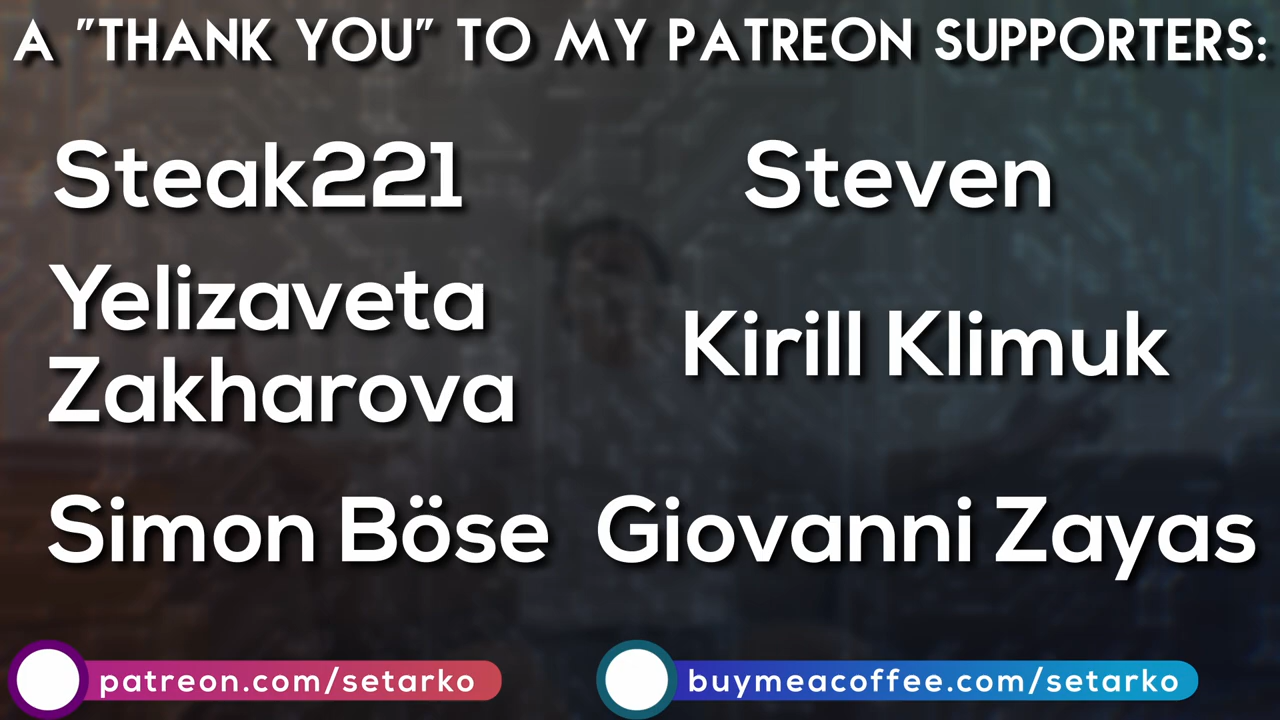 A "THANK YOU" TO MY PATREON SUPPORTERS:
Steak221
Steven
Yelizaveta
Zakharova
Kirill Klimuk
Simon Böse
Giovanni Zayas
patreon.com/setarko
buymeacoffee.com/setarko